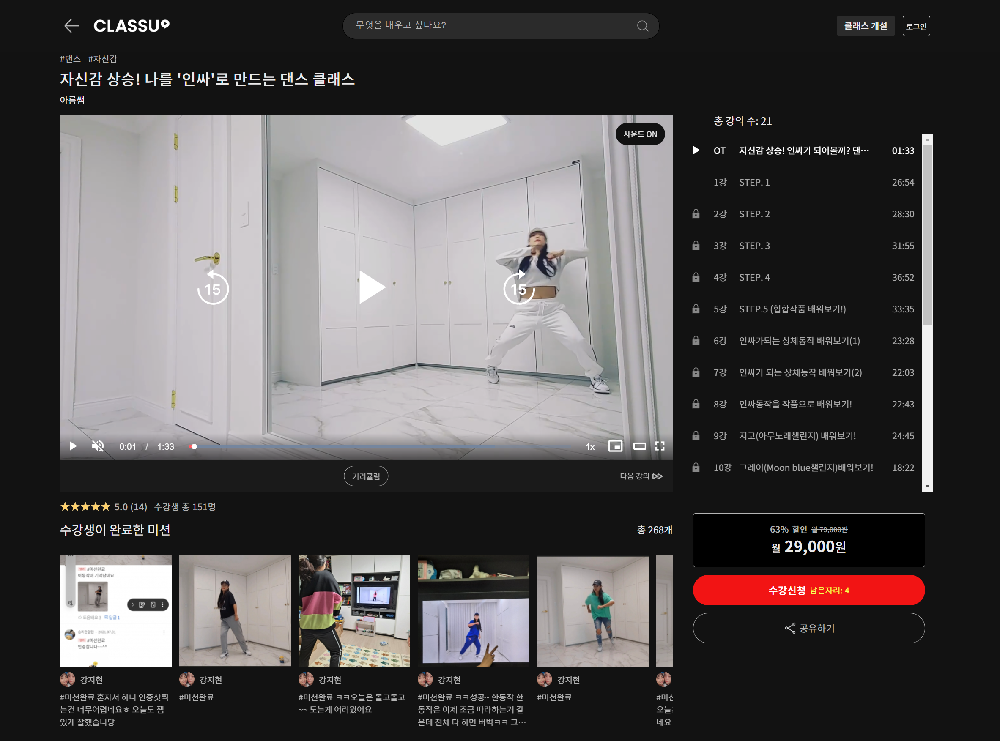 CLASSU
무엇을 배우고 싶나요?
클래스 개설
로그인
#댄스 #자신감
자신감 상승! 나를 '인싸'로 만드는 댄스 클래스
아름쌤
사운드 ON
15
15
0:01 / 1:33
1x
커리큘럼
다음 강의
총 강의 수: 21
OT 자신감 상승! 인싸가 되어볼까? 댄… 01:33
1강 STEP. 1 26:54
2강 STEP. 2 28:30
3강 STEP. 3 31:55
4강 STEP. 4 36:52
5강 STEP.5 (힙합작품 배워보기!) 33:35
6강 인싸가되는 상체동작 배워보기(1) 23:28
7강 인싸가 되는 상체동작 배워보기(2) 22:03
8강 인싸동작을 작품으로 배워보기! 22:43
9강 지코(아무노래챌린지) 배워보기! 24:45
10강 그레이(Moon blue챌린지)배워보기! 18:22
5.0 (14) 수강생 총 151명
수강생이 완료한 미션
총 268개
63% 할인 월 79,000원
월 29,000원
수강신청 남은자리: 4
공유하기
#미션완료
이동작이 기억남네요!
도움돼요 3 답글 1
2021.07.01
#미션완료
인증합니다~~^^
강지현
#미션완료 혼자서 하니 인증샷찍
는건 너무어렵네요ㅎ 오늘도 잼
있게 잘했습니당
강지현
#미션완료
강지현
#미션완료 ㅋㅋ오늘은 돌고돌고
~~ 도는게 어려웠어요
강지현
#미션완료 ㅋㅋ성공~ 한동작 한
동작은 이제 조금 따라하는거 같
은데 전체 다 하면 버벅ㅋㅋ 그…
강지현
#미션완료
네요